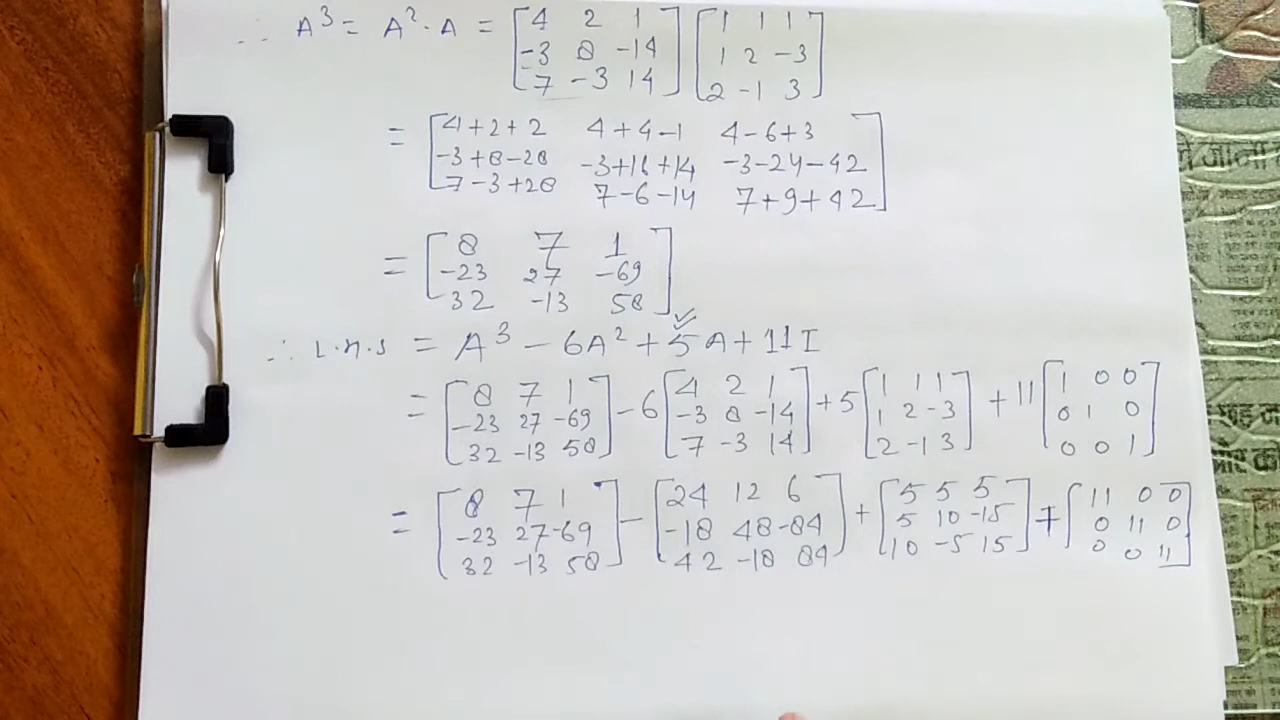 ∴ A³ = A²·A = [4 2 1] [1 1 1]
[-3 8 -14] [1 2 -3]
[7 -3 14] [2 -1 3]
= [4+2+2 4+4-1 4-6+3]
[-3+8-28 -3+16+14 -3-24-42]
[7-3+28 7-6-14 7+9+42]
= [8 7 1]
[-23 27 -69]
[32 -13 58]
∴ L.H.S = A³ - 6A² + 5A + 11I
= [8 7 1] - 6 [4 2 1] + 5 [1 1 1] + 11 [1 0 0]
[-23 27 -69] [-3 8 -14] [1 2 -3] [0 1 0]
[32 -13 58] [7 -3 14] [2 -1 3] [0 0 1]
= [8 7 1] - [24 12 6] + [5 5 5] + [11 0 0]
[-23 27 -69] [-18 48 -84] [5 10 -15] [0 11 0]
[32 -13 58] [42 -18 84] [10 -5 15] [0 0 11]